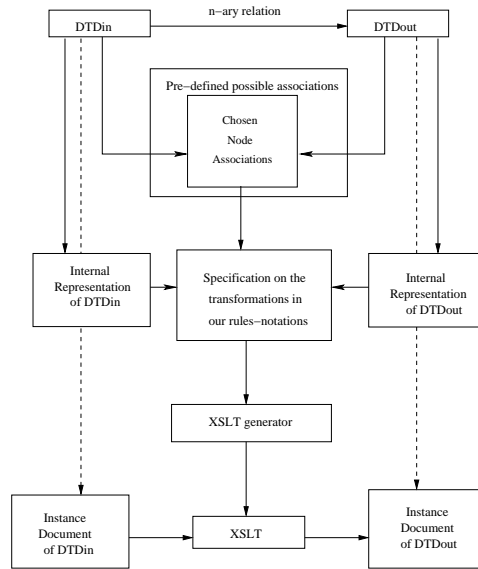 n−ary relation
DTDin
DTDout
Pre−defined possible associations
Chosen
Node
Associations
Internal
Representation
of DTDin
Specification on the
transformations in
our rules−notations
Internal
Representation
of DTDout
XSLT generator
Instance
Document
of DTDin
XSLT
Instance
Document
of DTDout